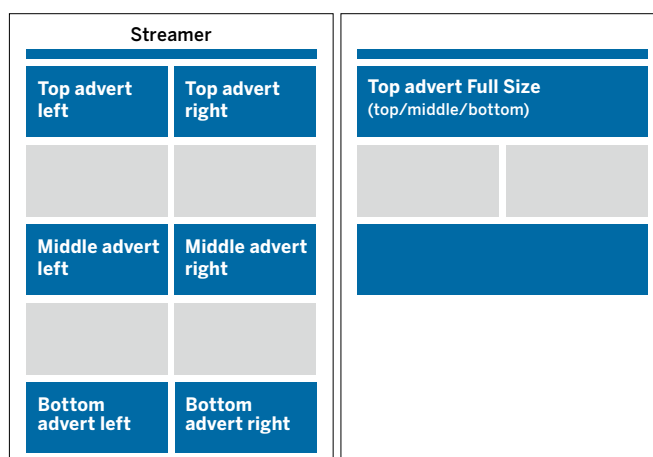 Streamer
Top advert
left
Top advert
right
Middle advert
left
Middle advert
right
Bottom
advert left
Bottom
advert right
Top advert Full Size
(top/middle/bottom)